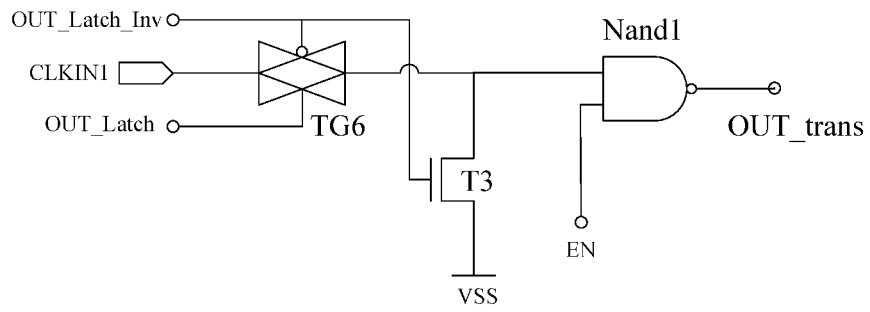 OUT_Latch_Inv
Nand1
CLKIN1
OUT_Latch
TG6
OUT_trans
T3
EN
VSS